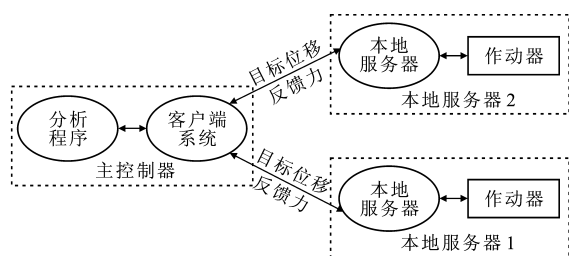 目标位移
反馈力
本地
服务器
作动器
本地服务器2
分析
程序
客户端
系统
主控制器
目标位移
反馈力
本地
服务器
作动器
本地服务器1